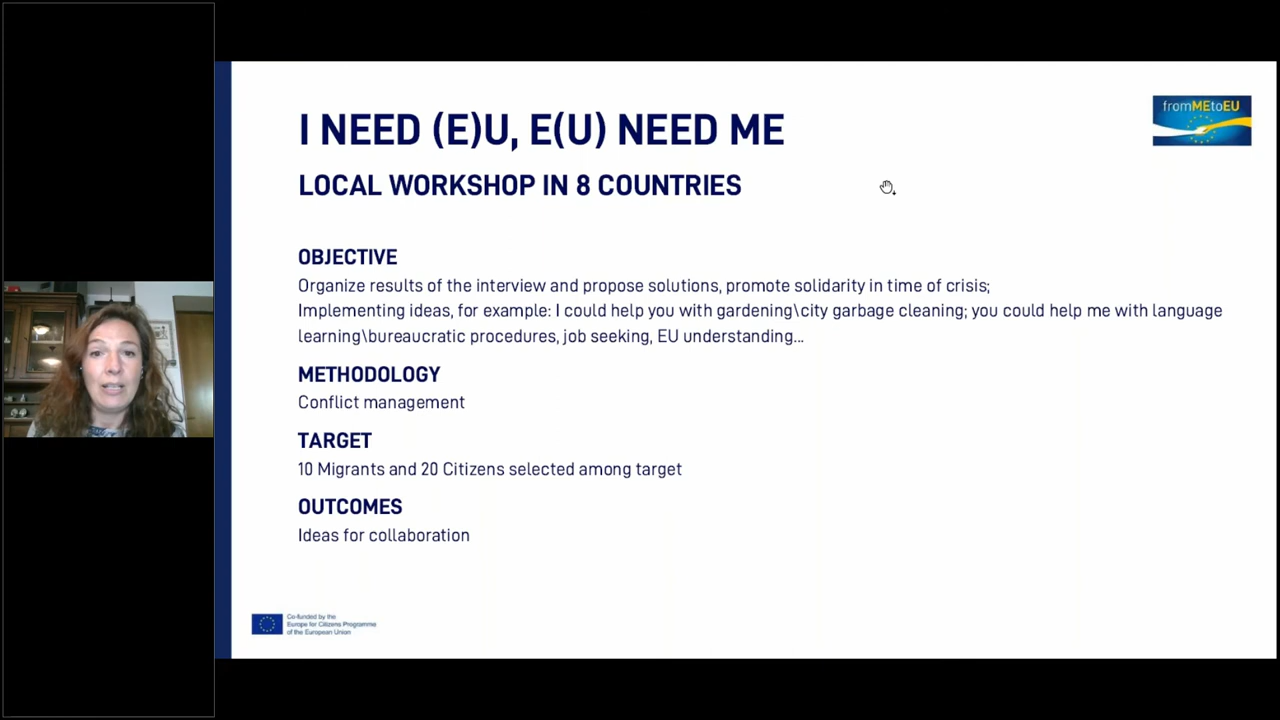 I NEED (E)U, E(U) NEED ME
fromMEtoEU
LOCAL WORKSHOP IN 8 COUNTRIES
OBJECTIVE
Organize results of the interview and propose solutions, promote solidarity in time of crisis;
Implementing ideas, for example: I could help you with gardening\city garbage cleaning; you could help me with language
learning\bureaucratic procedures, job seeking, EU understanding...
METHODOLOGY
Conflict management
TARGET
10 Migrants and 20 Citizens selected among target
OUTCOMES
Ideas for collaboration
Co-funded by the
Europe for Citizens Programme
of the European Union